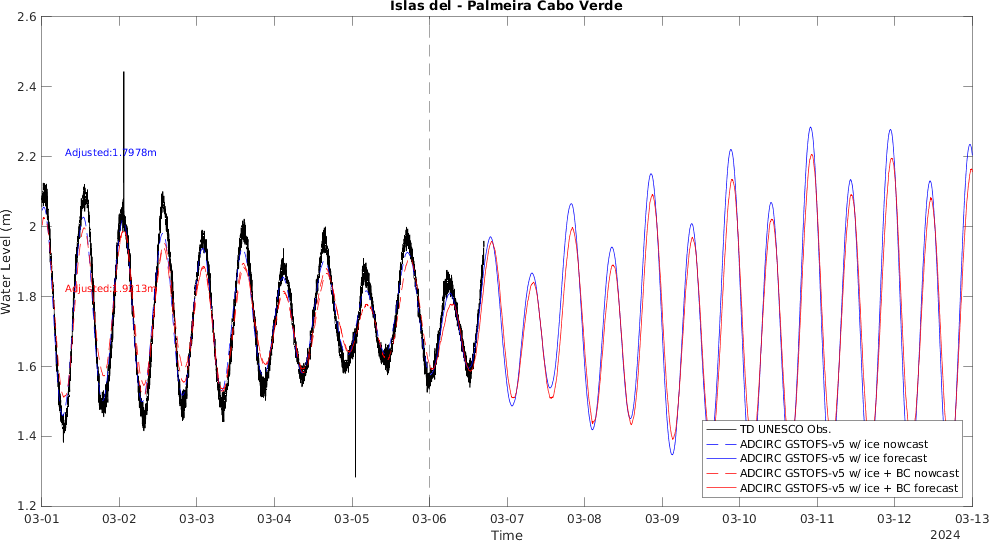 Islas del - Palmeira Cabo Verde
2.6
2.4
2.2
2
1.8
1.6
1.4
1.2
Water Level (m)
Adjusted:1.7978m
TD UNESCO Obs.
ADCIRC GSTOFS-v5 w/ ice nowcast
ADCIRC GSTOFS-v5 w/ ice forecast
ADCIRC GSTOFS-v5 w/ ice + BC nowcast
ADCIRC GSTOFS-v5 w/ ice + BC forecast
03-01 03-02 03-03 03-04 03-05 03-06 03-07 03-08 03-09 03-10 03-11 03-12 03-13
Time
2024